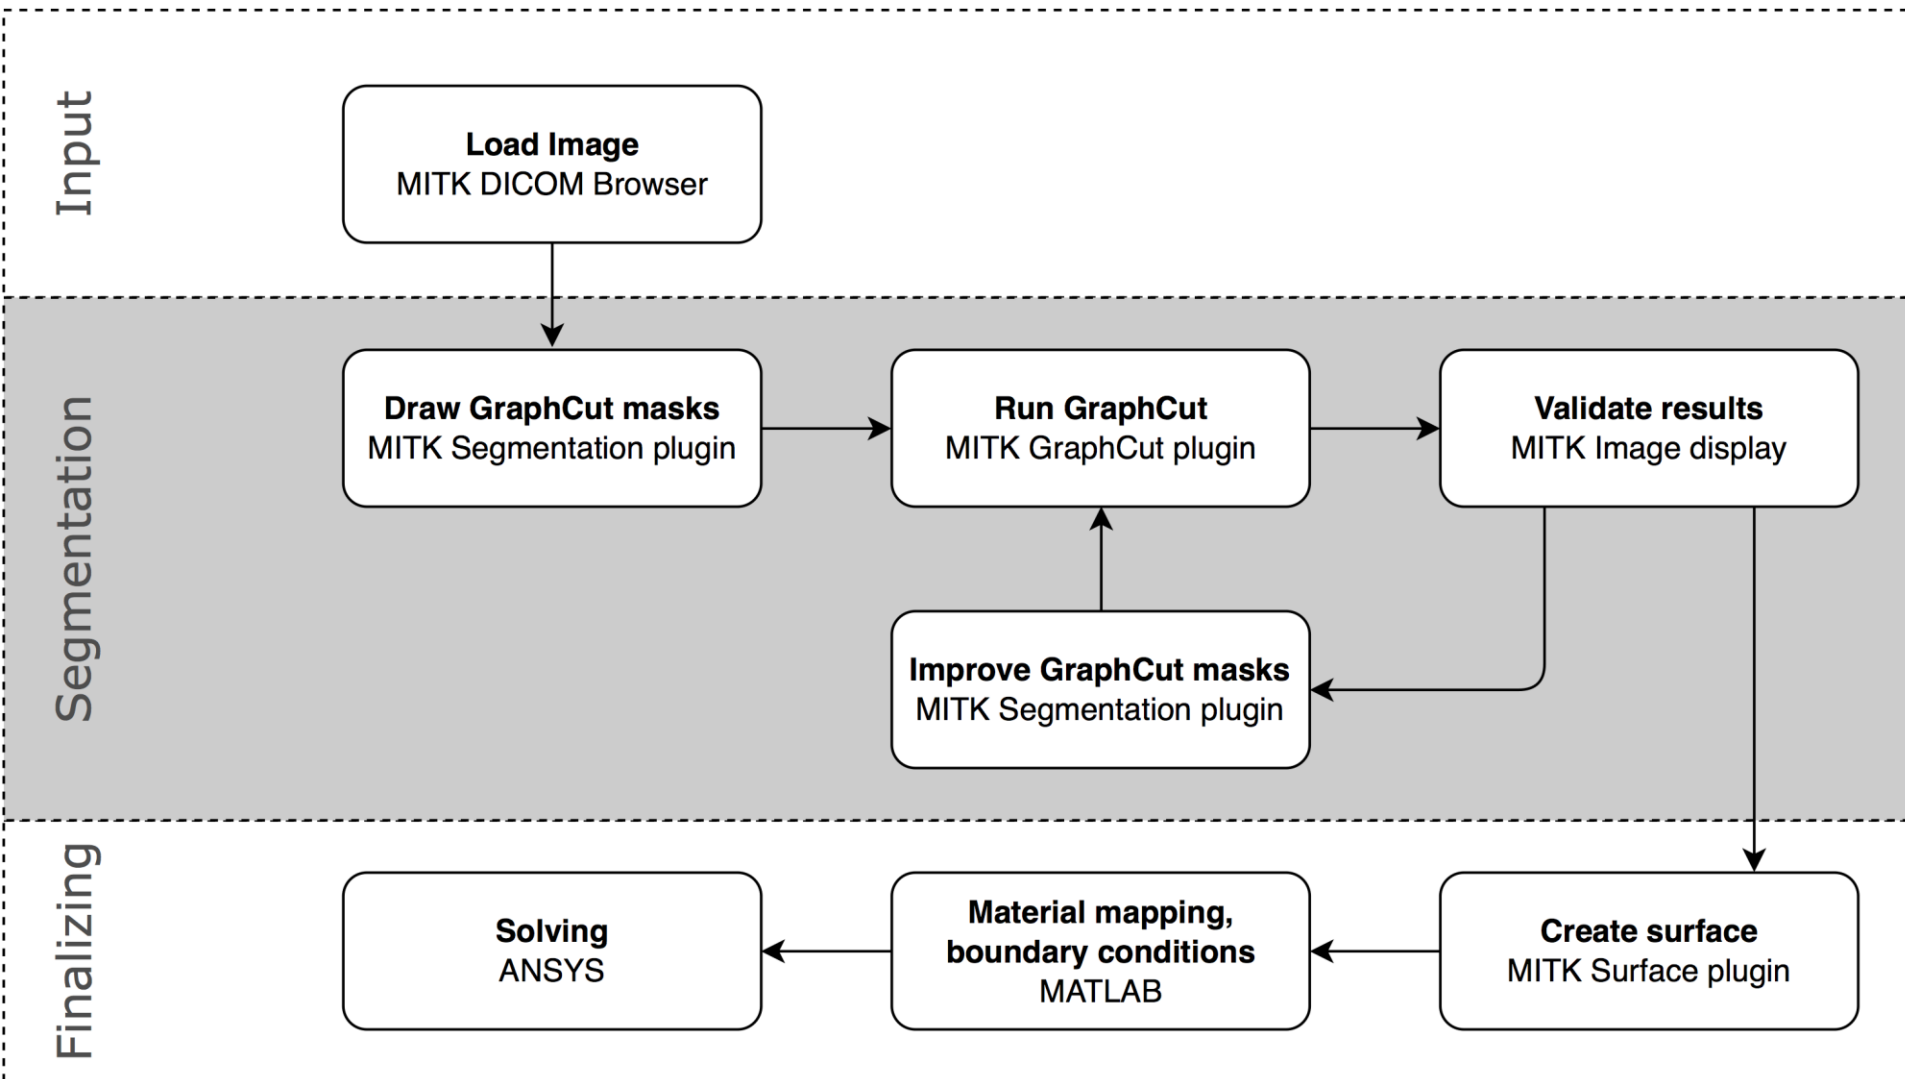 Input
Load Image
MITK DICOM Browser
Segmentation
Draw GraphCut masks
MITK Segmentation plugin
Run GraphCut
MITK GraphCut plugin
Validate results
MITK Image display
Improve GraphCut masks
MITK Segmentation plugin
Finalizing
Solving
ANSYS
Material mapping,
boundary conditions
MATLAB
Create surface
MITK Surface plugin